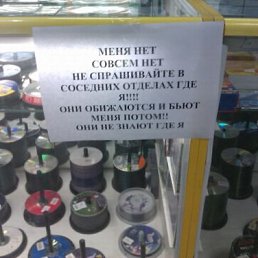 МЕНЯ НЕТ
СОВСЕМ НЕТ
НЕ СПРАШИВАЙТЕ В
СОСЕДНИХ ОТДЕЛАХ ГДЕ
Я!!!!
ОНИ ОБИЖАЮТСЯ И БЬЮТ
МЕНЯ ПОТОМ!!
ОНИ НЕ ЗНАЮТ ГДЕ Я